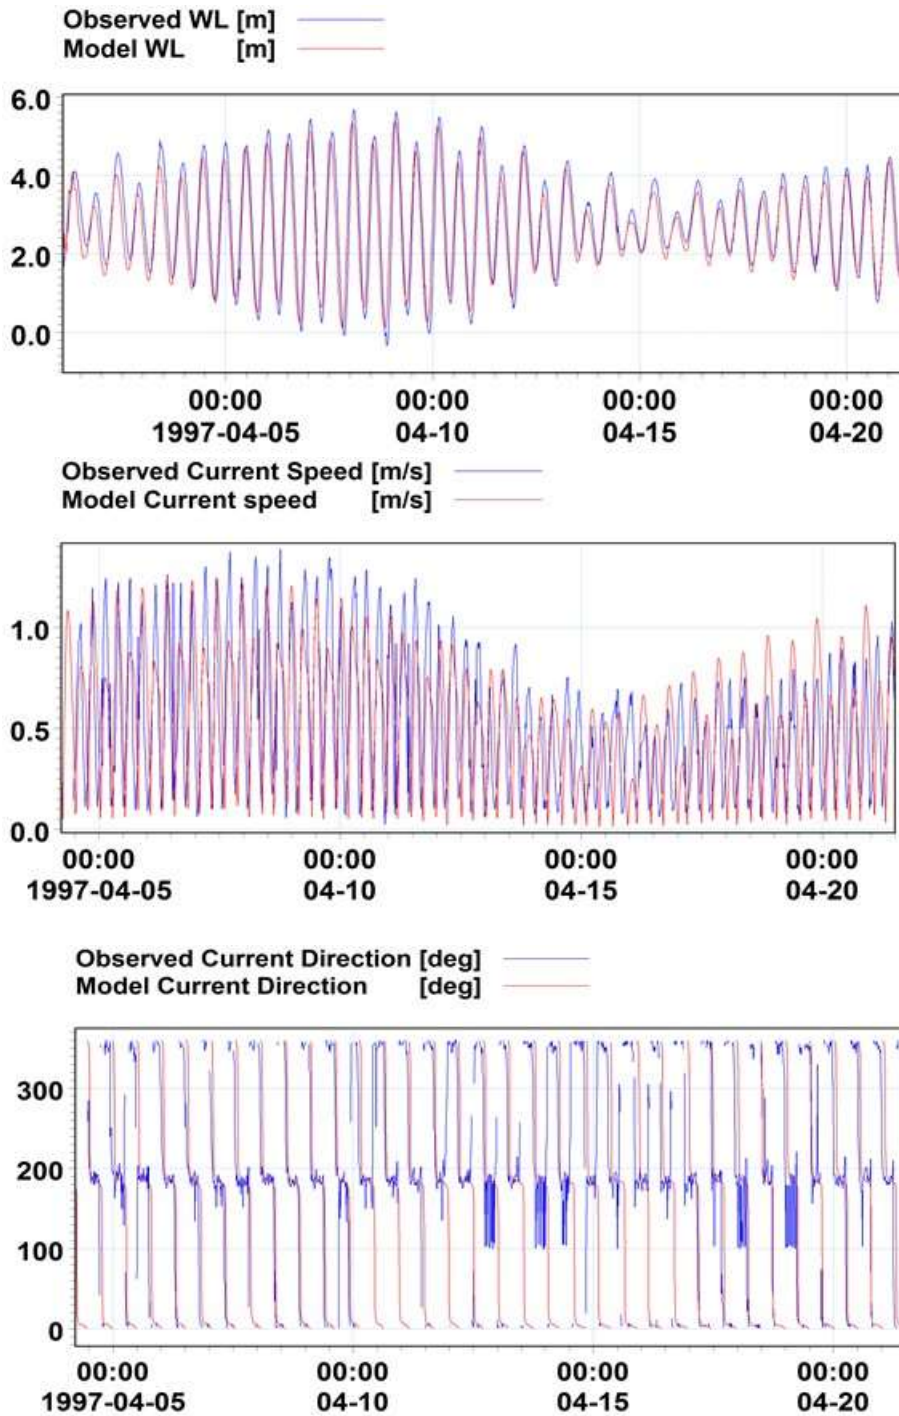 Observed WL [m]
Model WL [m]
6.0
4.0
2.0
0.0
00:00 00:00 00:00 00:00
1997-04-05 04-10 04-15 04-20
Observed Current Speed [m/s]
Model Current speed [m/s]
1.0
0.5
0.0
00:00 00:00 00:00 00:00
1997-04-05 04-10 04-15 04-20
Observed Current Direction [deg]
Model Current Direction [deg]
300
200
100
0
00:00 00:00 00:00 00:00
1997-04-05 04-10 04-15 04-20